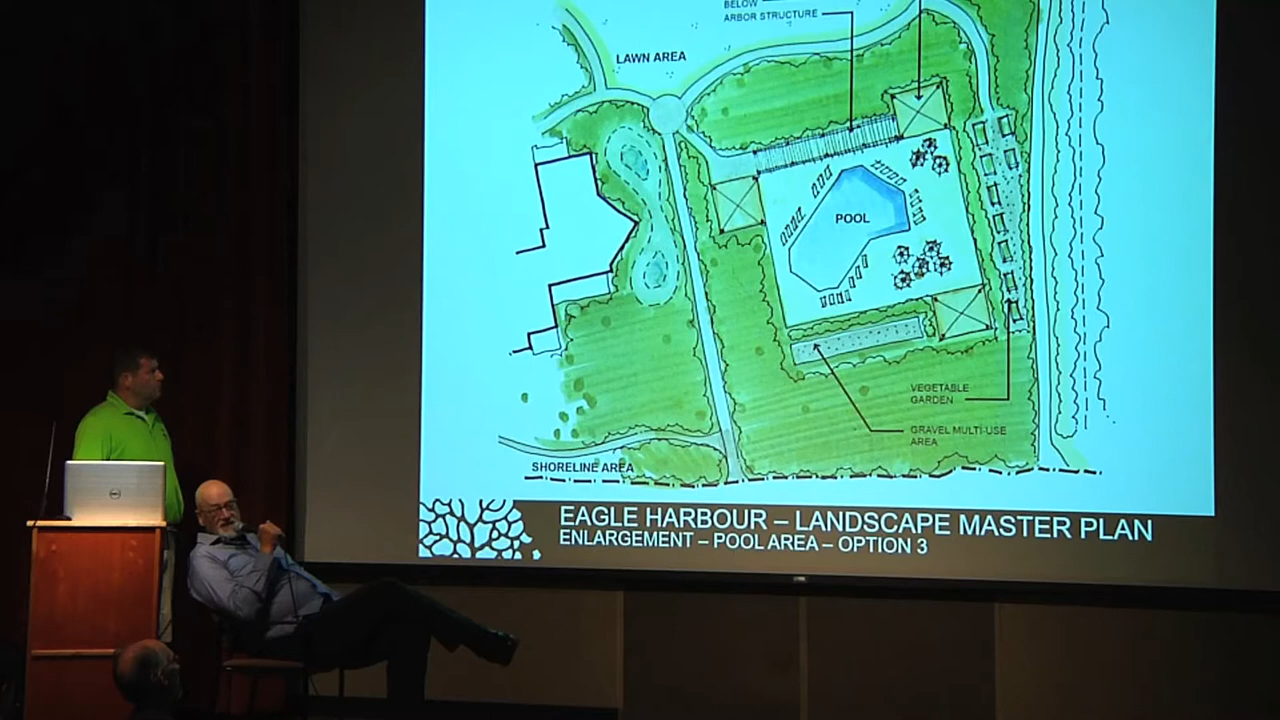 BELOW
ARBOR STRUCTURE
LAWN AREA
POOL
VEGETABLE
GARDEN
GRAVEL MULTI-USE
AREA
SHORELINE AREA
EAGLE HARBOUR – LANDSCAPE MASTER PLAN
ENLARGEMENT – POOL AREA – OPTION 3
DELL